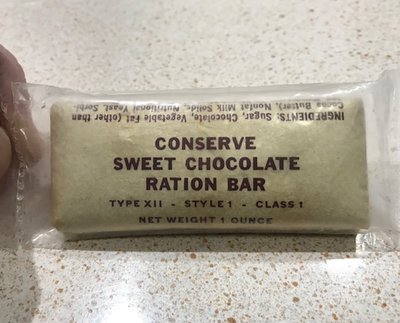 INGREDIENTS: Sugar, Chocolate, Vegetable Fat (other than
Cocoa Butter), Nonfat Milk Solids, Nutritional Yeast, Sorbi-
CONSERVE
SWEET CHOCOLATE
RATION BAR
TYPE XII - STYLE 1 - CLASS 1
NET WEIGHT 1 OUNCE